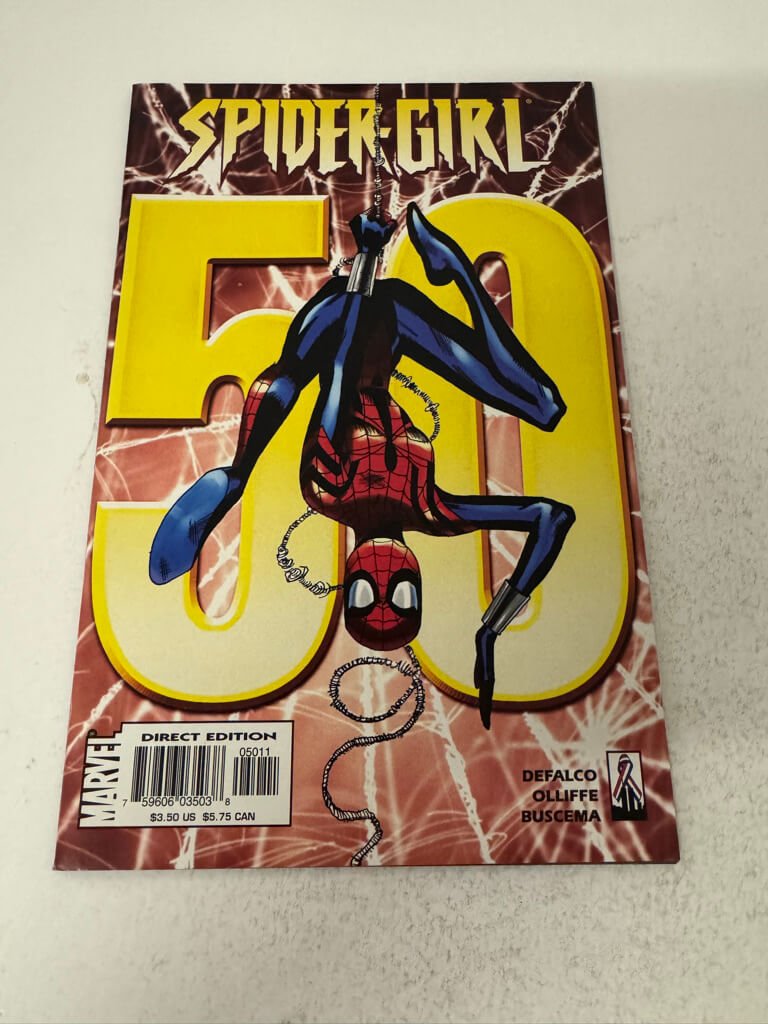 SPIDER-GIRL®
50
MARVEL®
DIRECT EDITION
05011
7 59606 03503 8
$3.50 US $5.75 CAN
DEFALCO
OLLIFFE
BUSCEMA